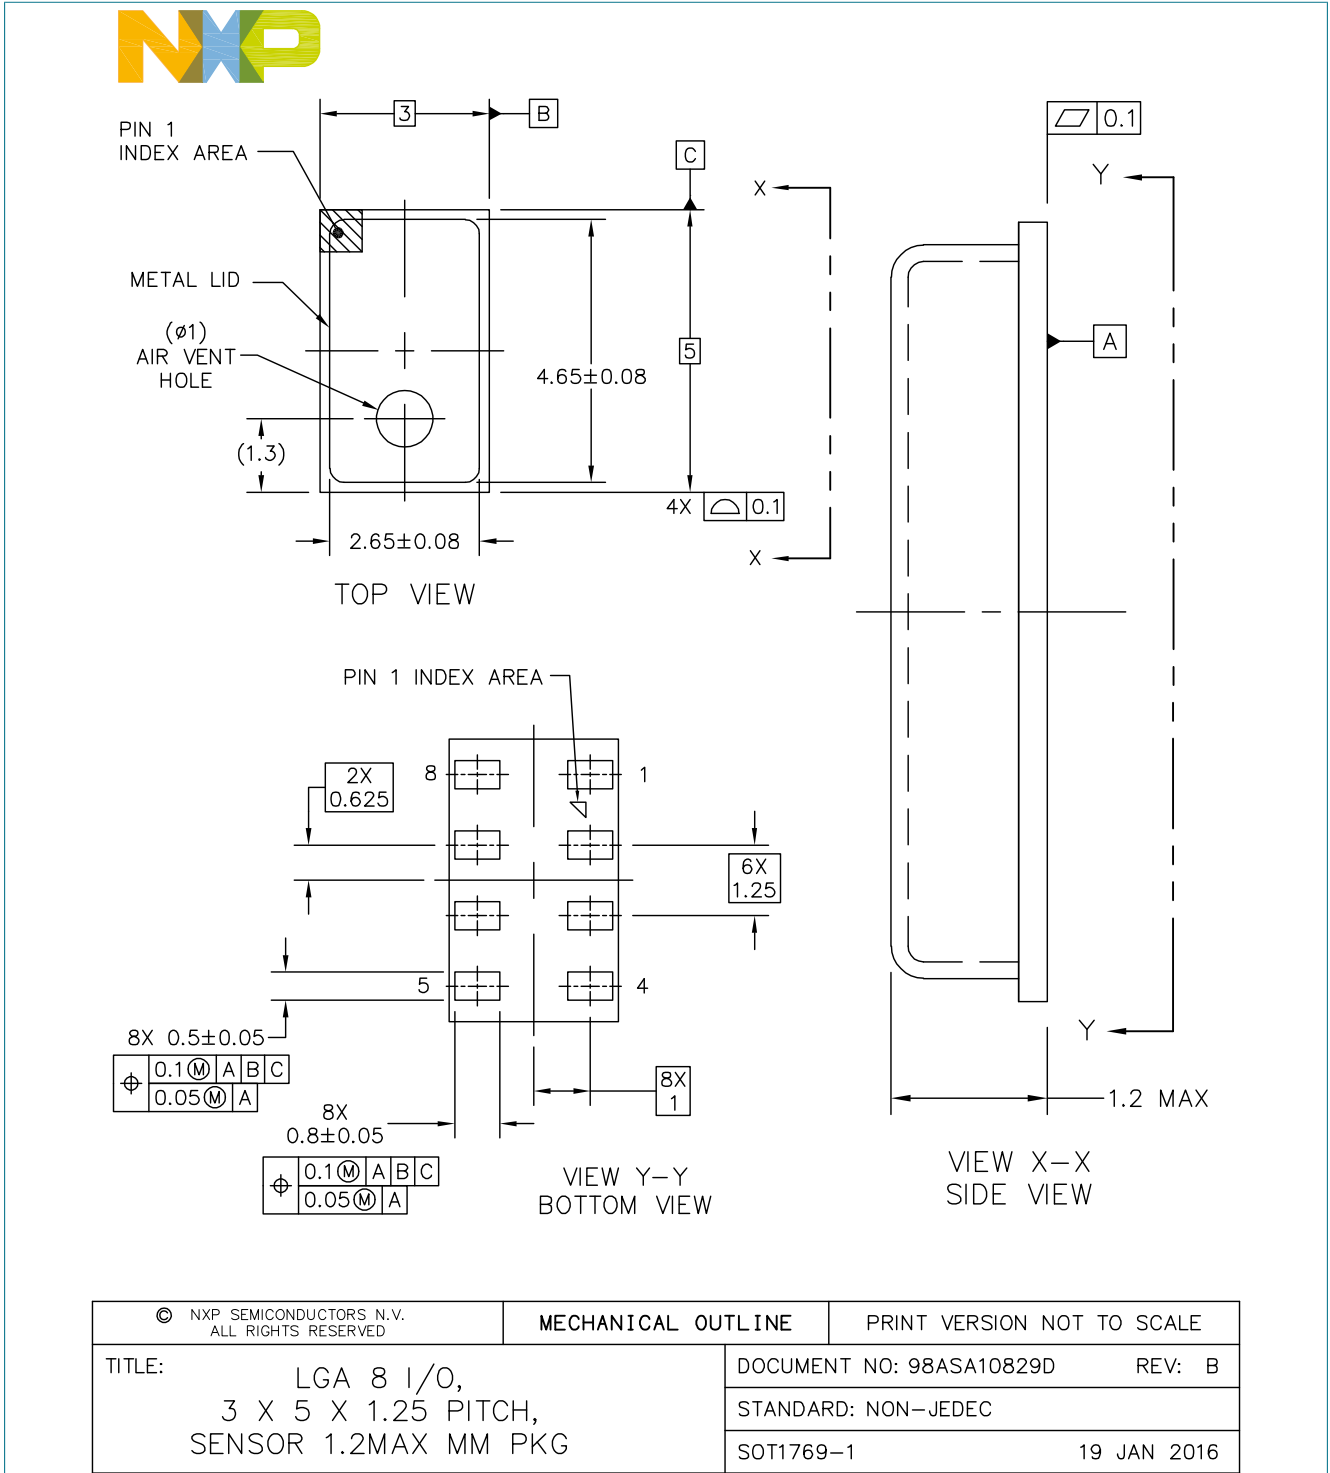 NXP
3
B
PIN 1
INDEX AREA
C
METAL LID
(ø1)
AIR VENT
HOLE
(1.3)
4.65±0.08
5
4X ⌓ 0.1
2.65±0.08
TOP VIEW
X
X
▱ 0.1
Y
A
Y
1.2 MAX
VIEW X-X
SIDE VIEW
PIN 1 INDEX AREA
2X
0.625
8
1
6X
1.25
5
4
8X 0.5±0.05
⌖ 0.1 Ⓜ A B C
0.05 Ⓜ A
8X
0.8±0.05
⌖ 0.1 Ⓜ A B C
0.05 Ⓜ A
8X
1
VIEW Y-Y
BOTTOM VIEW
© NXP SEMICONDUCTORS N.V.
ALL RIGHTS RESERVED
MECHANICAL OUTLINE
PRINT VERSION NOT TO SCALE
TITLE:
LGA 8 I/O,
3 X 5 X 1.25 PITCH,
SENSOR 1.2MAX MM PKG
DOCUMENT NO: 98ASA10829D REV: B
STANDARD: NON-JEDEC
SOT1769-1 19 JAN 2016